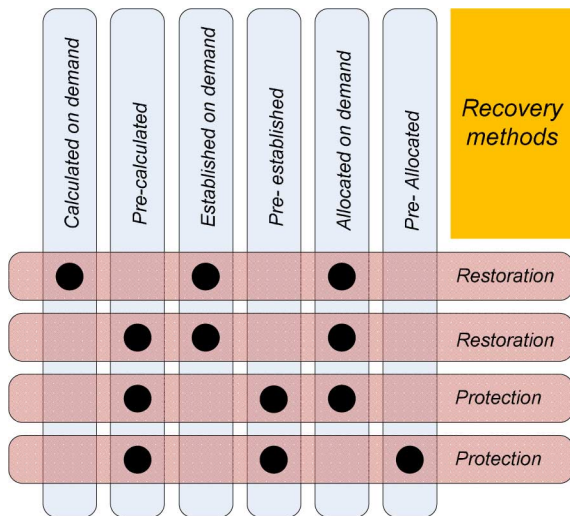 Calculated on demand
Pre-calculated
Established on demand
Pre- established
Allocated on demand
Pre- Allocated
Recovery
methods
Restoration
Restoration
Protection
Protection